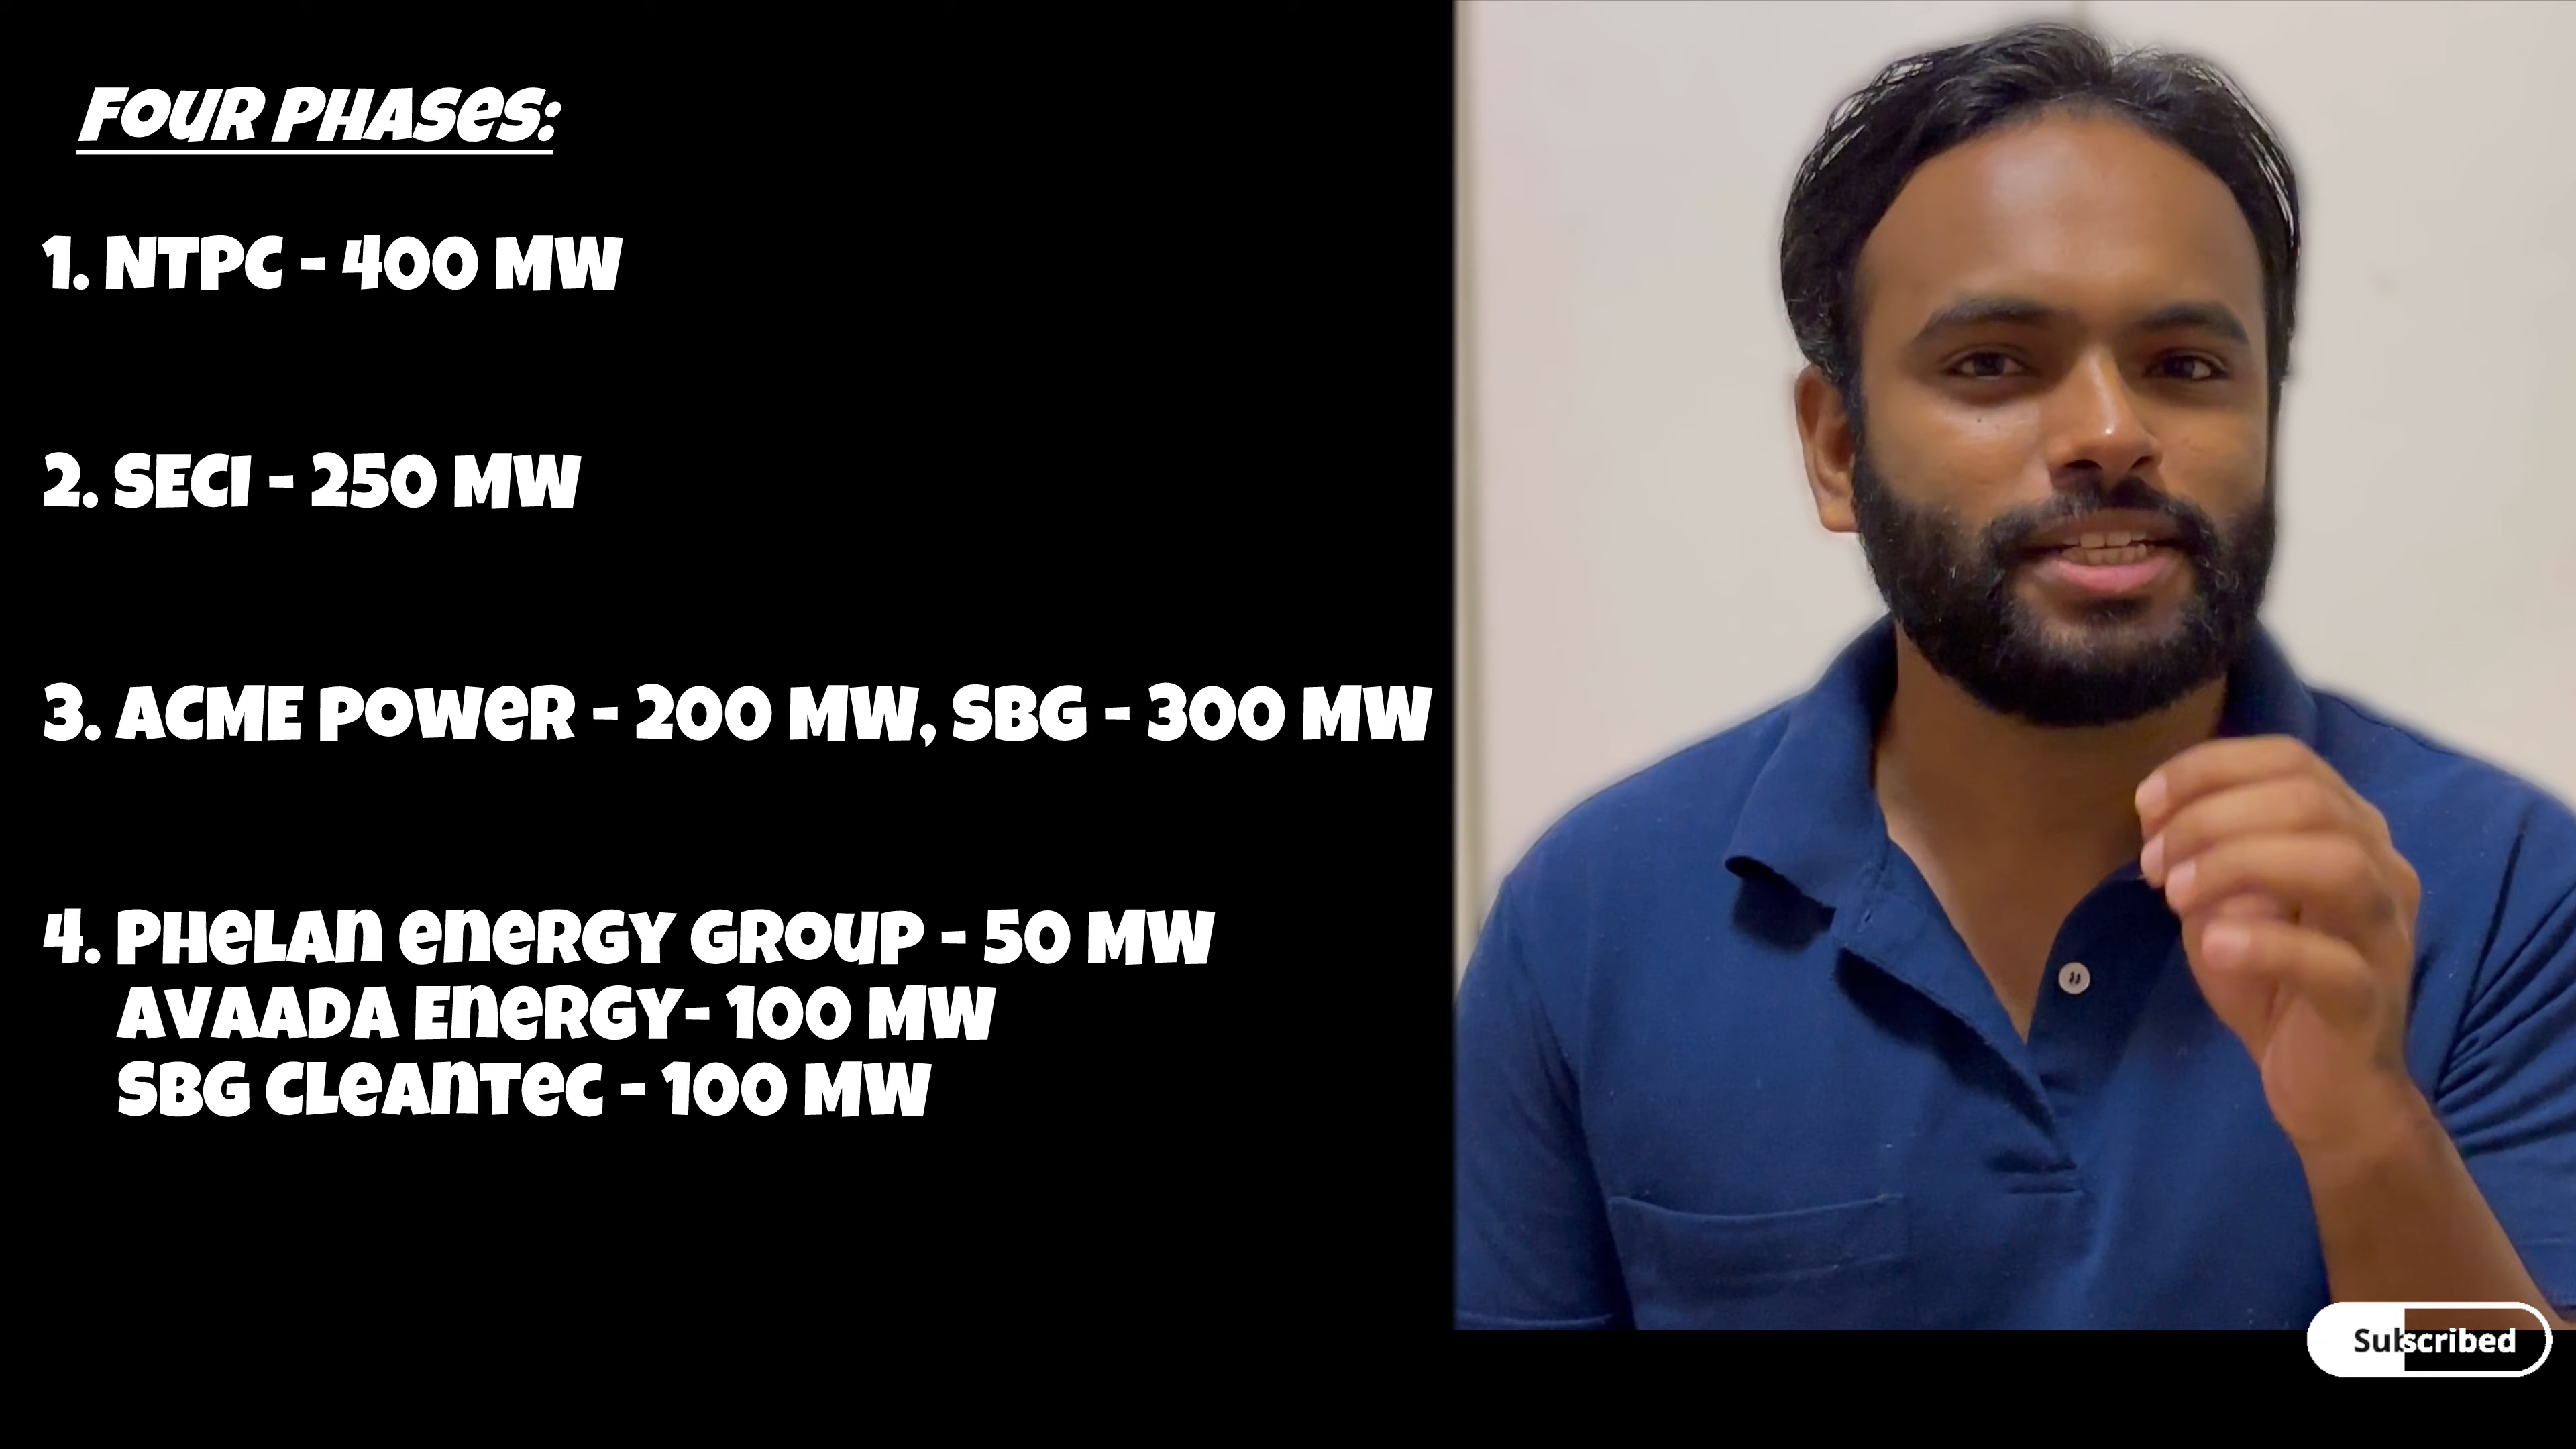 Four Phases:
1. NTPC - 400 MW
2. SECI - 250 MW
3. ACME Power - 200 MW, SBG - 300 MW
4. Phelan Energy Group - 50 MW
AVAADA Energy- 100 MW
SBG Cleantec - 100 MW
Subscribed